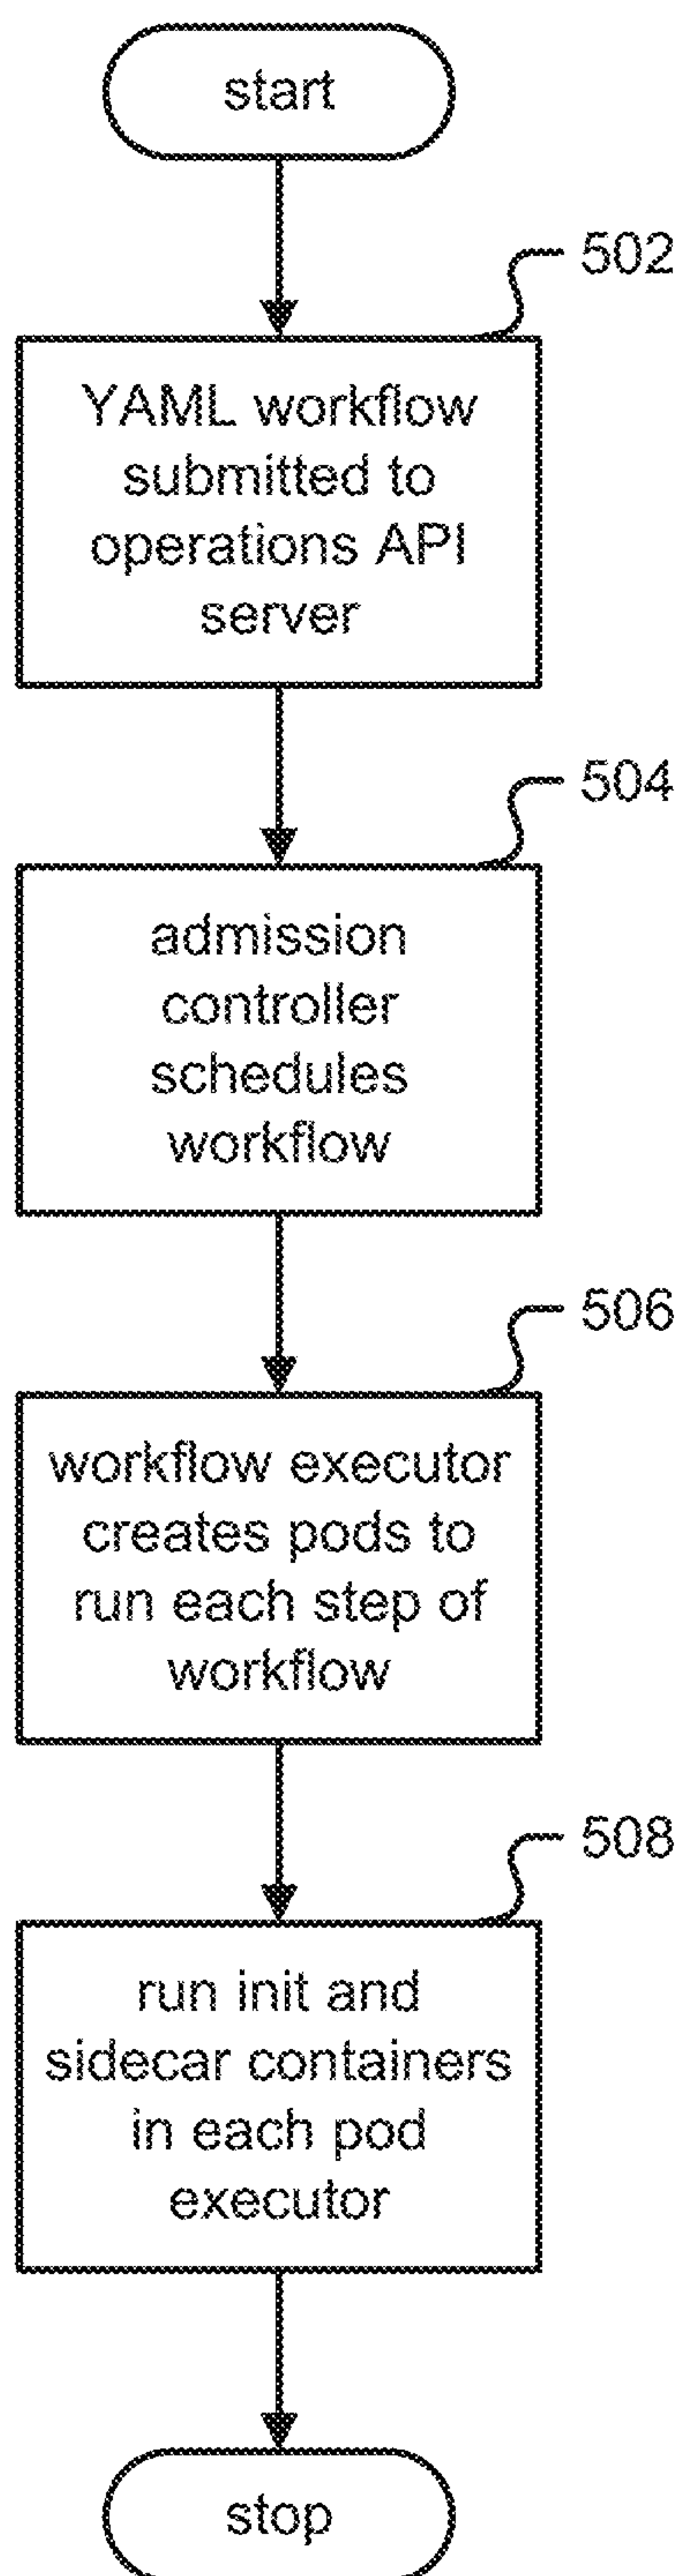 start
502
YAML workflow
submitted to
operations API
server
504
admission
controller
schedules
workflow
506
workflow executor
creates pods to
run each step of
workflow
508
run init and
sidecar containers
in each pod
executor
stop